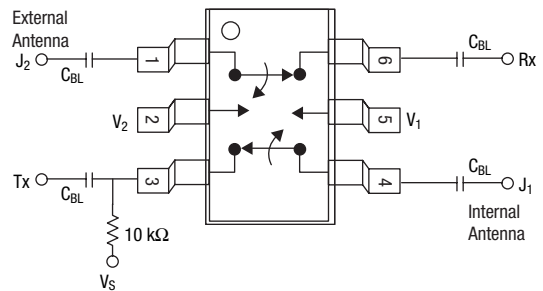 External
Antenna
J2
CBL
1
6
CBL
Rx
V2
2
5
V1
Tx
CBL
3
4
CBL
J1
10 kΩ
Internal
Antenna
VS